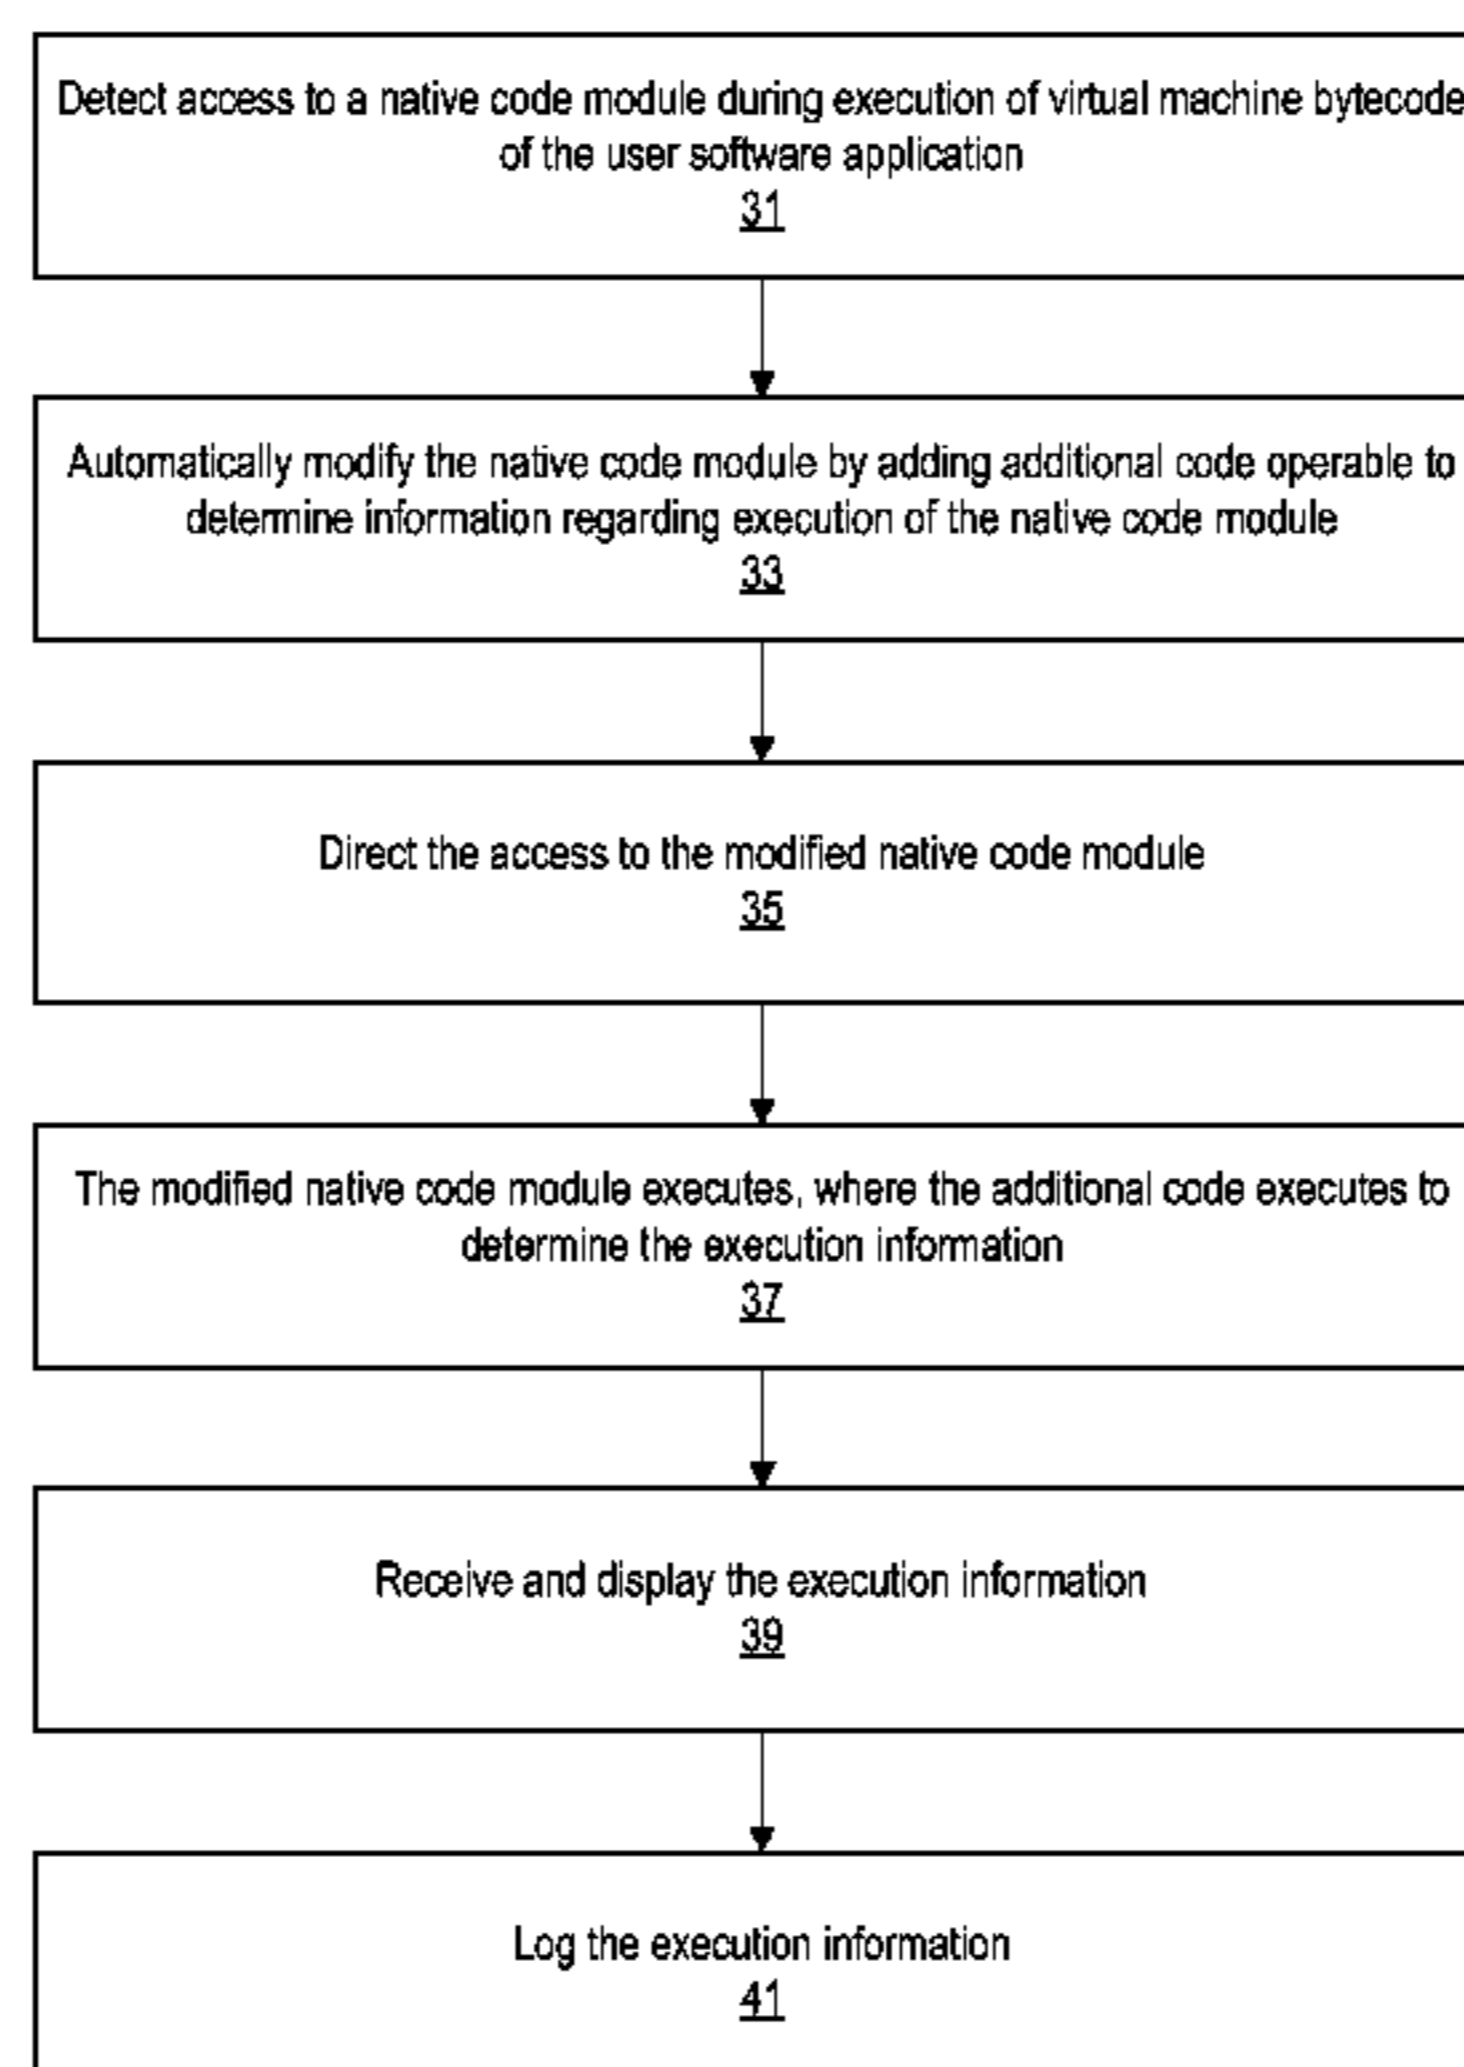 Detect access to a native code module during execution of virtual machine bytecode
of the user software application
31
Automatically modify the native code module by adding additional code operable to
determine information regarding execution of the native code module
33
Direct the access to the modified native code module
35
The modified native code module executes, where the additional code executes to
determine the execution information
37
Receive and display the execution information
39
Log the execution information
41